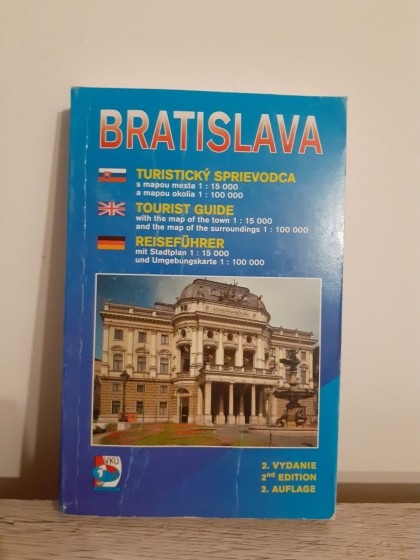 BRATISLAVA
TURISTICKÝ SPRIEVODCA
s mapou mesta 1 : 15 000
a mapou okolia 1 : 100 000
TOURIST GUIDE
with the map of the town 1 : 15 000
and the map of the surroundings 1 : 100 000
REISEFÜHRER
mit Stadtplan 1 : 15 000
und Umgebungskarte 1 : 100 000
VKÚ
2. VYDANIE
2nd EDITION
2. AUFLAGE